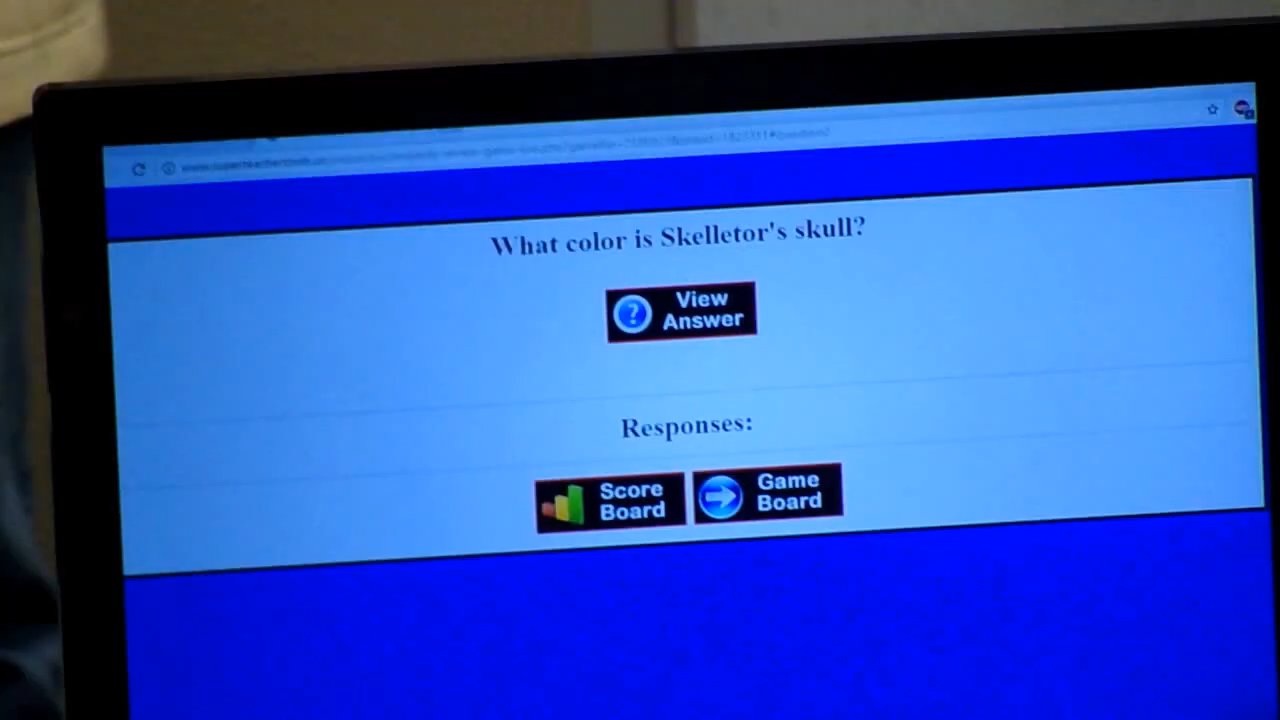 What color is Skelletor's skull?
View
Answer
Responses:
Score
Board
Game
Board